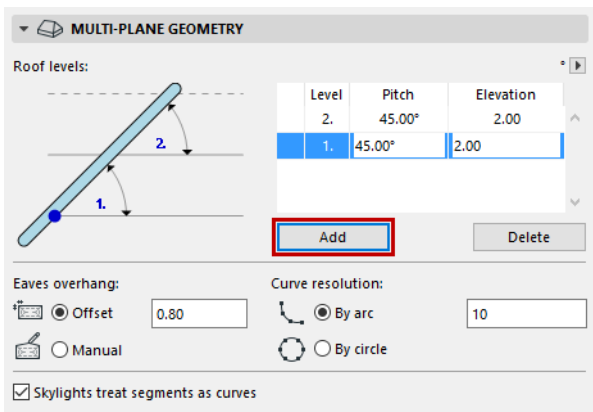 MULTI-PLANE GEOMETRY
Roof levels:
°
Level Pitch Elevation
2. 45.00° 2.00
1. 45.00° 2.00
2.
1.
Add Delete
Eaves overhang: Curve resolution:
Offset 0.80 By arc 10
Manual By circle
Skylights treat segments as curves